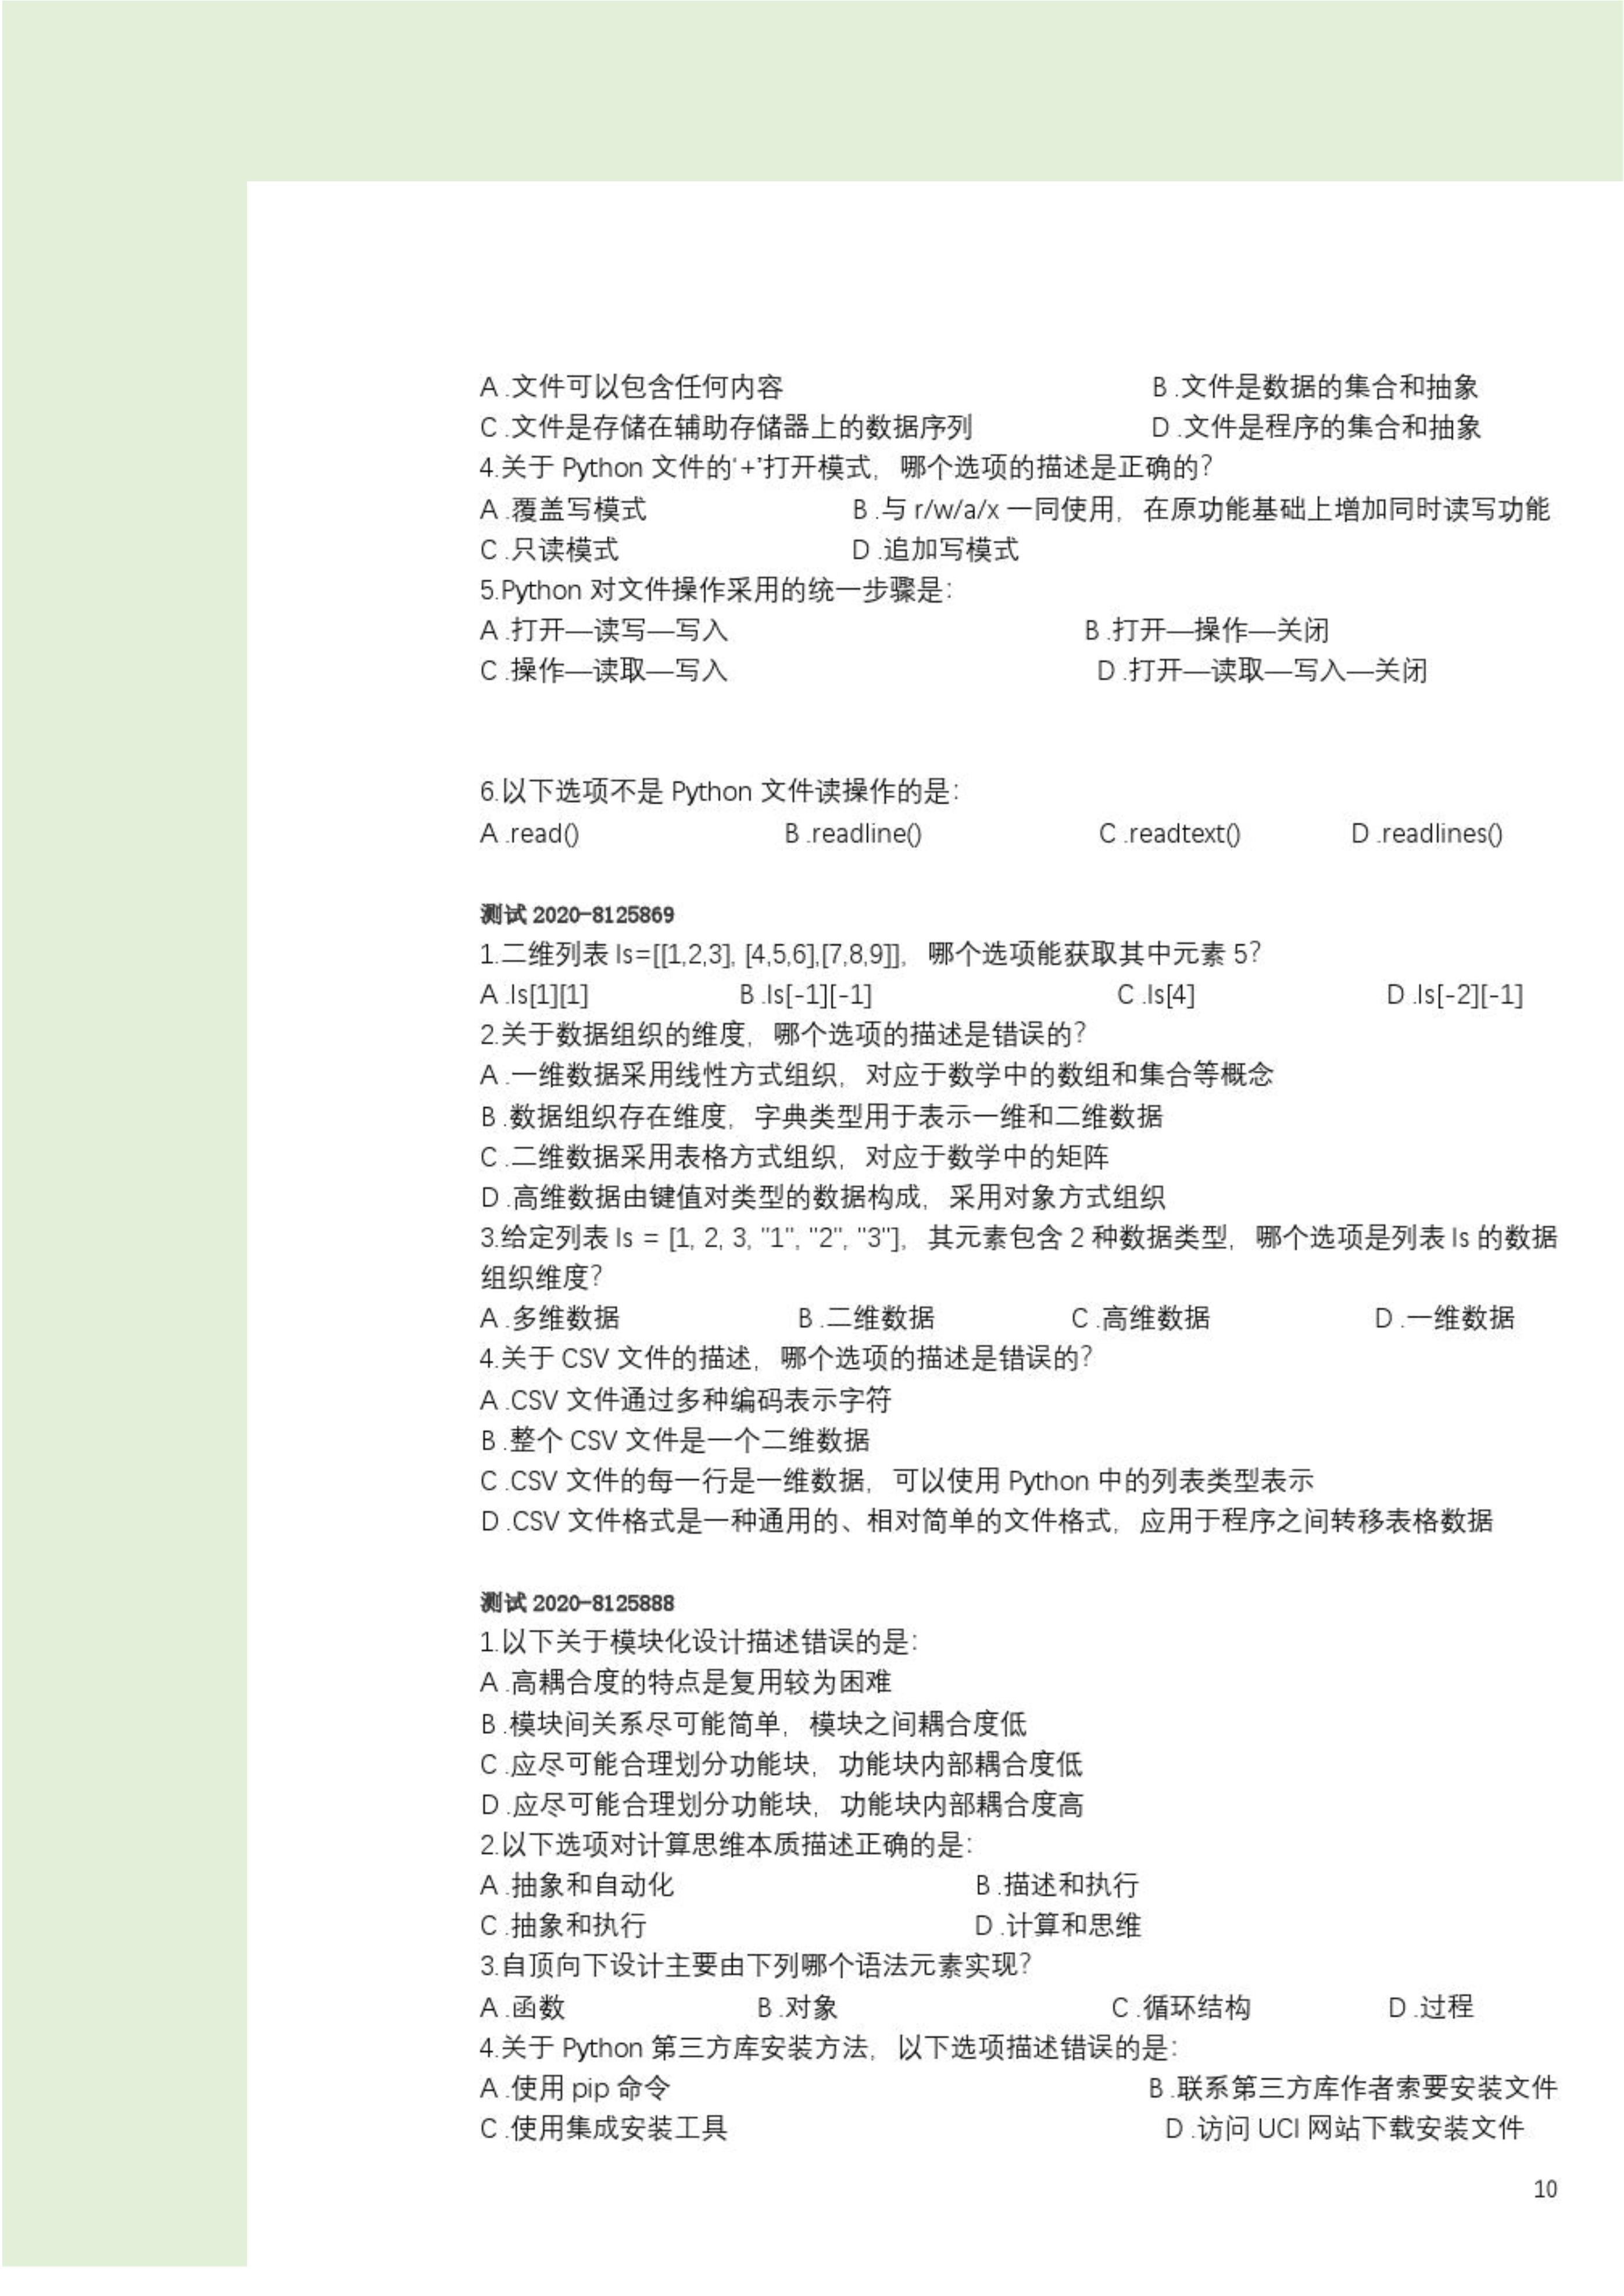 A .文件可以包含任何内容 B .文件是数据的集合和抽象
C .文件是存储在辅助存储器上的数据序列 D .文件是程序的集合和抽象
4.关于 Python 文件的‘+’打开模式，哪个选项的描述是正确的？
A .覆盖写模式 B .与 r/w/a/x 一同使用，在原功能基础上增加同时读写功能
C .只读模式 D .追加写模式
5.Python 对文件操作采用的统一步骤是：
A .打开—读写—写入 B .打开—操作—关闭
C .操作—读取—写入 D .打开—读取—写入—关闭
6.以下选项不是 Python 文件读操作的是：
A .read() B .readline() C .readtext() D .readlines()
测试 2020-8125869
1.二维列表 ls=[[1,2,3], [4,5,6],[7,8,9]]，哪个选项能获取其中元素 5？
A .ls[1][1] B .ls[-1][-1] C .ls[4] D .ls[-2][-1]
2.关于数据组织的维度，哪个选项的描述是错误的？
A .一维数据采用线性方式组织，对应于数学中的数组和集合等概念
B .数据组织存在维度，字典类型用于表示一维和二维数据
C .二维数据采用表格方式组织，对应于数学中的矩阵
D .高维数据由键值对类型的数据构成，采用对象方式组织
3.给定列表 ls = [1, 2, 3, "1", "2", "3"]，其元素包含 2 种数据类型，哪个选项是列表 ls 的数据
组织维度？
A .多维数据 B .二维数据 C .高维数据 D .一维数据
4.关于 CSV 文件的描述，哪个选项的描述是错误的？
A .CSV 文件通过多种编码表示字符
B .整个 CSV 文件是一个二维数据
C .CSV 文件的每一行是一维数据，可以使用 Python 中的列表类型表示
D .CSV 文件格式是一种通用的、相对简单的文件格式，应用于程序之间转移表格数据
测试 2020-8125888
1.以下关于模块化设计描述错误的是：
A .高耦合度的特点是复用较为困难
B .模块间关系尽可能简单，模块之间耦合度低
C .应尽可能合理划分功能块，功能块内部耦合度低
D .应尽可能合理划分功能块，功能块内部耦合度高
2.以下选项对计算思维本质描述正确的是：
A .抽象和自动化 B .描述和执行
C .抽象和执行 D .计算和思维
3.自顶向下设计主要由下列哪个语法元素实现？
A .函数 B .对象 C .循环结构 D .过程
4.关于 Python 第三方库安装方法，以下选项描述错误的是：
A .使用 pip 命令 B .联系第三方库作者索要安装文件
C .使用集成安装工具 D .访问 UCI 网站下载安装文件
10